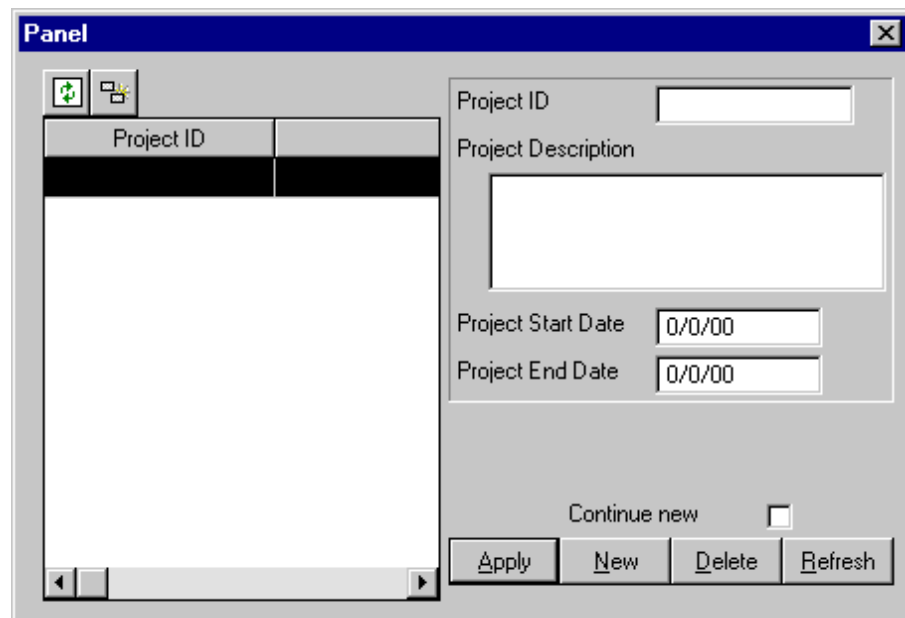 Panel
Project ID
Project ID
Project Description
Project Start Date 0/0/00
Project End Date 0/0/00
Continue new
Apply New Delete Refresh